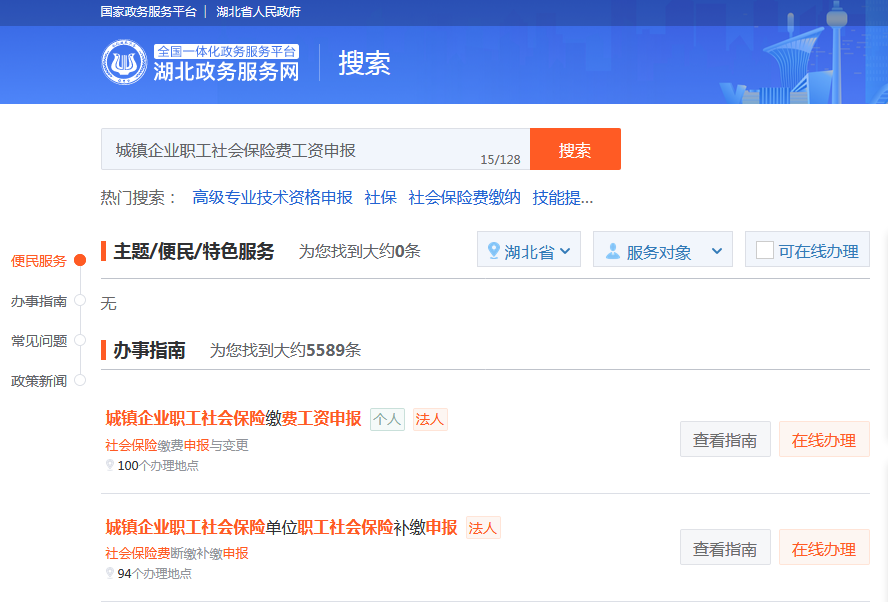 国家政务服务平台 | 湖北省人民政府
全国一体化政务服务平台
湖北政务服务网
搜索
城镇企业职工社会保险费工资申报
15/128
搜索
热门搜索： 高级专业技术资格申报 社保 社会保险费缴纳 技能提...
便民服务
办事指南
常见问题
政策新闻
主题/便民/特色服务 为您找到大约0条 湖北省 服务对象 可在线办理
无
办事指南 为您找到大约5589条
城镇企业职工社会保险缴费工资申报 个人 法人
社会保险缴费申报与变更
100个办理地点
查看指南 在线办理
城镇企业职工社会保险单位职工社会保险补缴申报 法人
社会保险费断缴补缴申报
94个办理地点
查看指南 在线办理